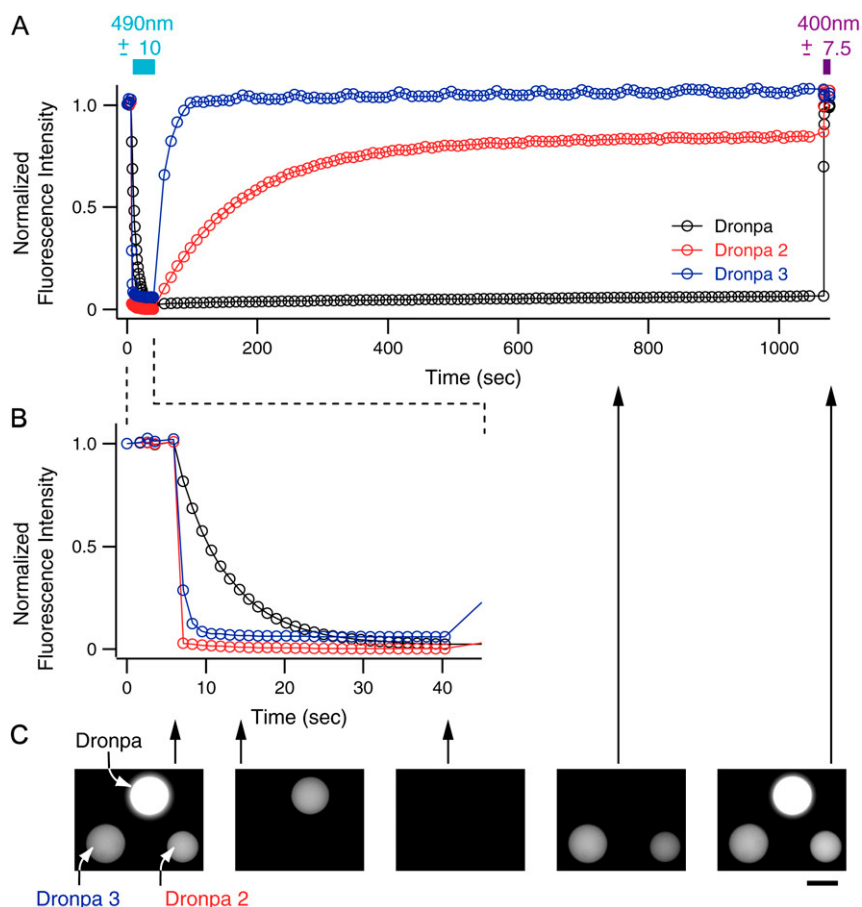 A
490nm
± 10
400nm
± 7.5
Normalized
Fluorescence Intensity
1.0
0.5
0
Dronpa
Dronpa 2
Dronpa 3
0 200 400 600 800 1000
Time (sec)
B
Normalized
Fluorescence Intensity
1.0
0.5
0
0 10 20 30 40
Time (sec)
C
Dronpa
Dronpa 3
Dronpa 2